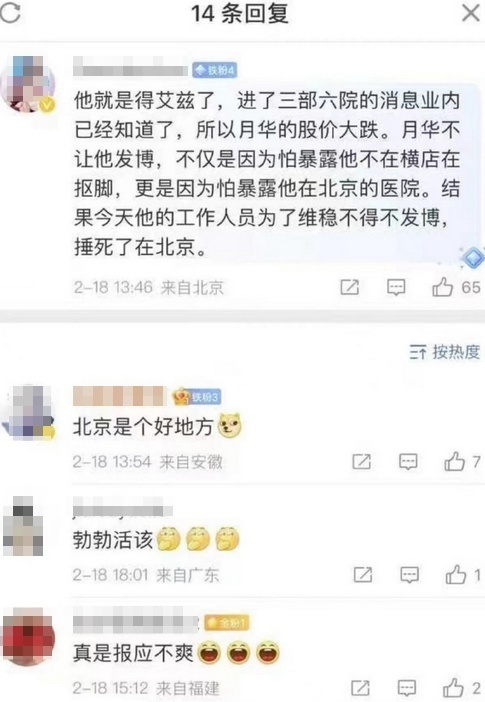 14 条回复
铁粉4
他就是得艾兹了，进了三部六院的消息业内
已经知道了，所以月华的股价大跌。月华不
让他发博，不仅是因为怕暴露他不在横店在
抠脚，更是因为怕暴露他在北京的医院。结
果今天他的工作人员为了维稳不得不发博，
捶死了在北京。
2-18 13:46 来自北京
65
按热度
铁粉3
北京是个好地方
2-18 13:54 来自安徽
7
勃勃活该
2-18 18:01 来自广东
1
金粉1
真是报应不爽
2-18 15:12 来自福建
2